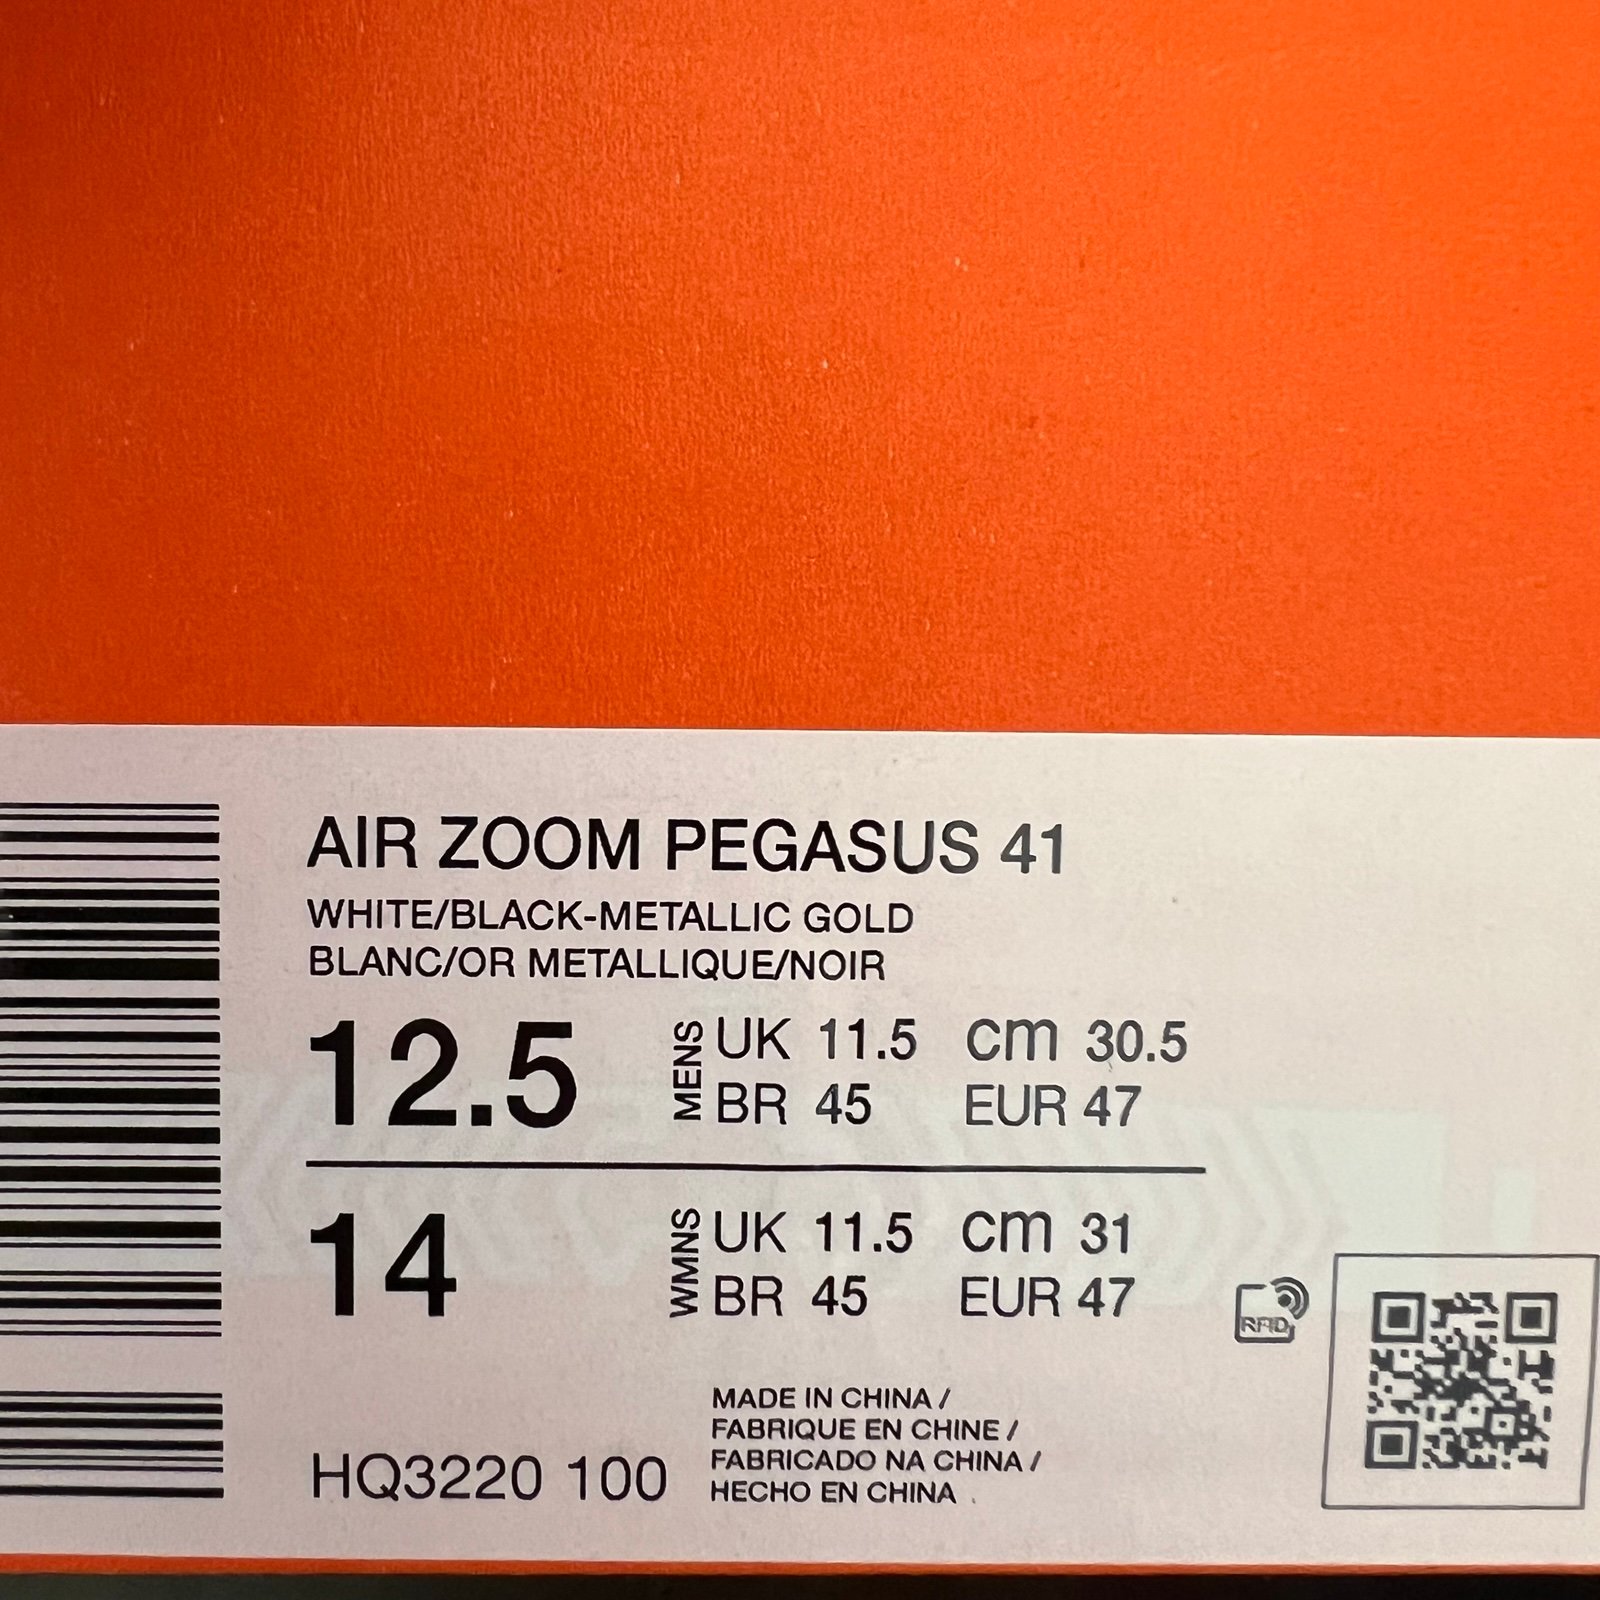 AIR ZOOM PEGASUS 41
WHITE/BLACK-METALLIC GOLD
BLANC/OR METALLIQUE/NOIR
12.5
MENS
UK 11.5 cm 30.5
BR 45 EUR 47
14
WMNS
UK 11.5 cm 31
BR 45 EUR 47
RFID
HQ3220 100
MADE IN CHINA /
FABRIQUE EN CHINE /
FABRICADO NA CHINA /
HECHO EN CHINA